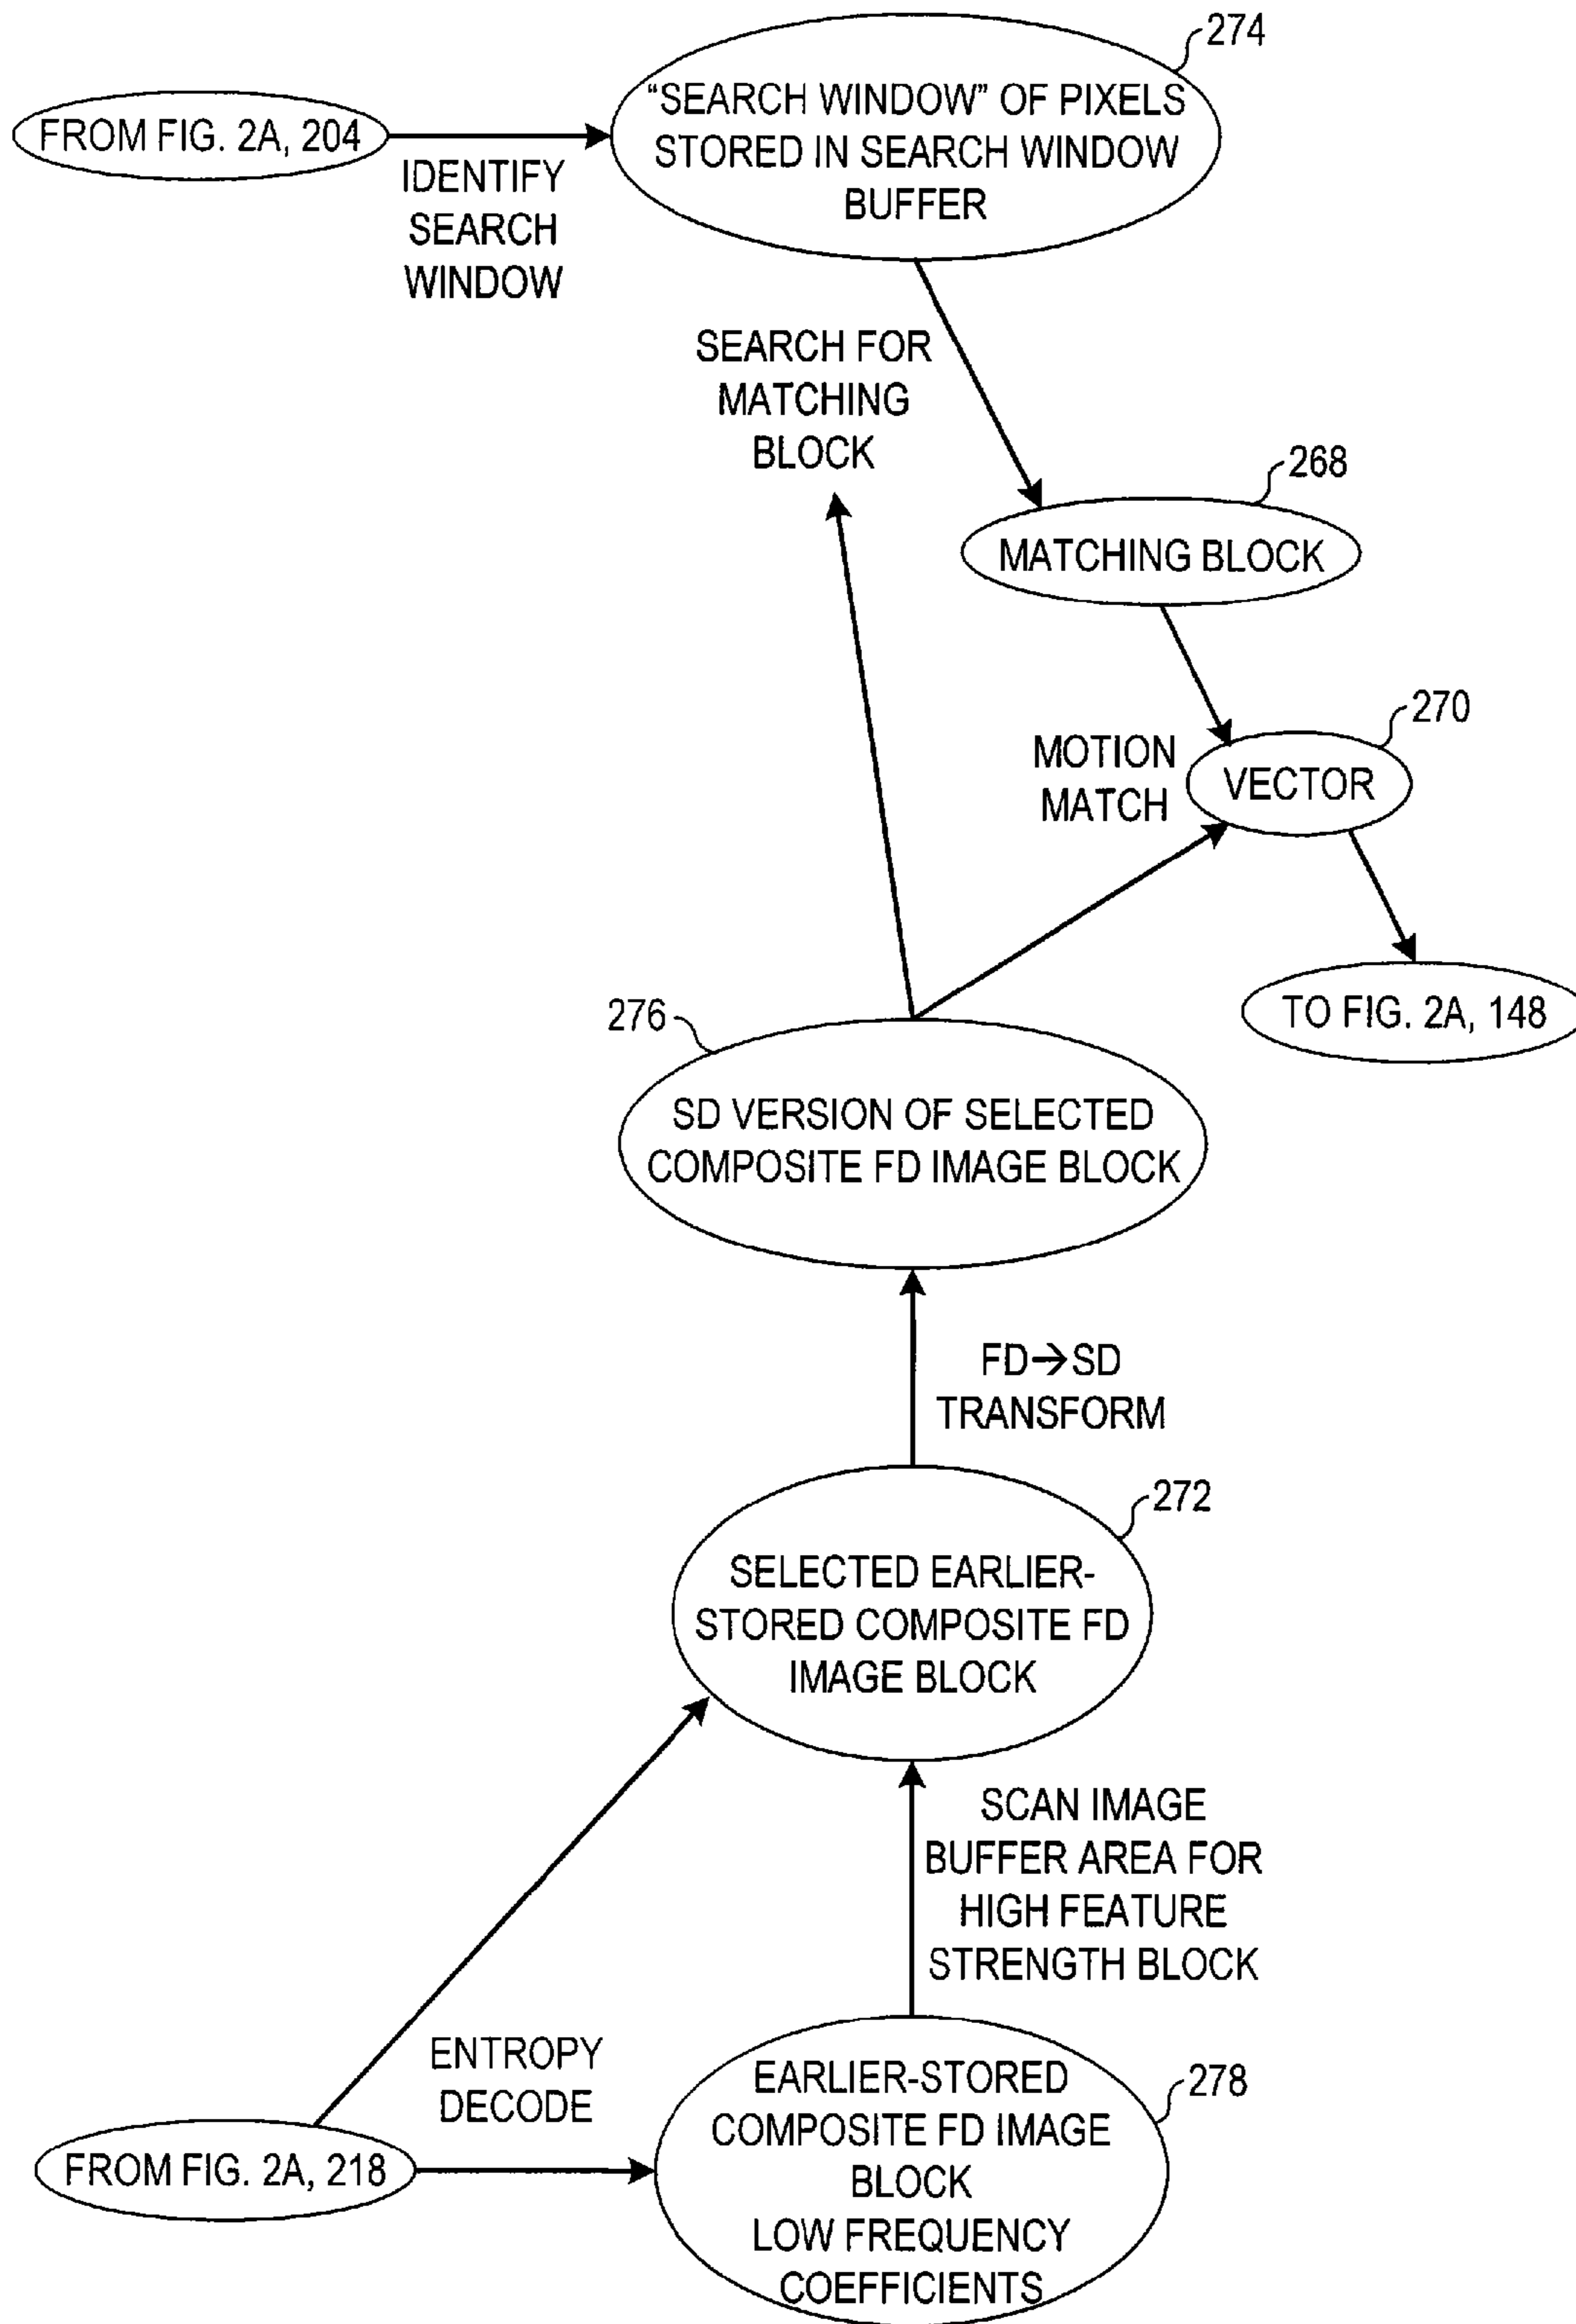 274
"SEARCH WINDOW" OF PIXELS
STORED IN SEARCH WINDOW
BUFFER
FROM FIG. 2A, 204
IDENTIFY
SEARCH
WINDOW
SEARCH FOR
MATCHING
BLOCK
268
MATCHING BLOCK
270
MOTION
MATCH
VECTOR
TO FIG. 2A, 148
276
SD VERSION OF SELECTED
COMPOSITE FD IMAGE BLOCK
FD→SD
TRANSFORM
272
SELECTED EARLIER-
STORED COMPOSITE FD
IMAGE BLOCK
SCAN IMAGE
BUFFER AREA FOR
HIGH FEATURE
STRENGTH BLOCK
ENTROPY
DECODE
278
EARLIER-STORED
COMPOSITE FD IMAGE
BLOCK
LOW FREQUENCY
COEFFICIENTS
FROM FIG. 2A, 218